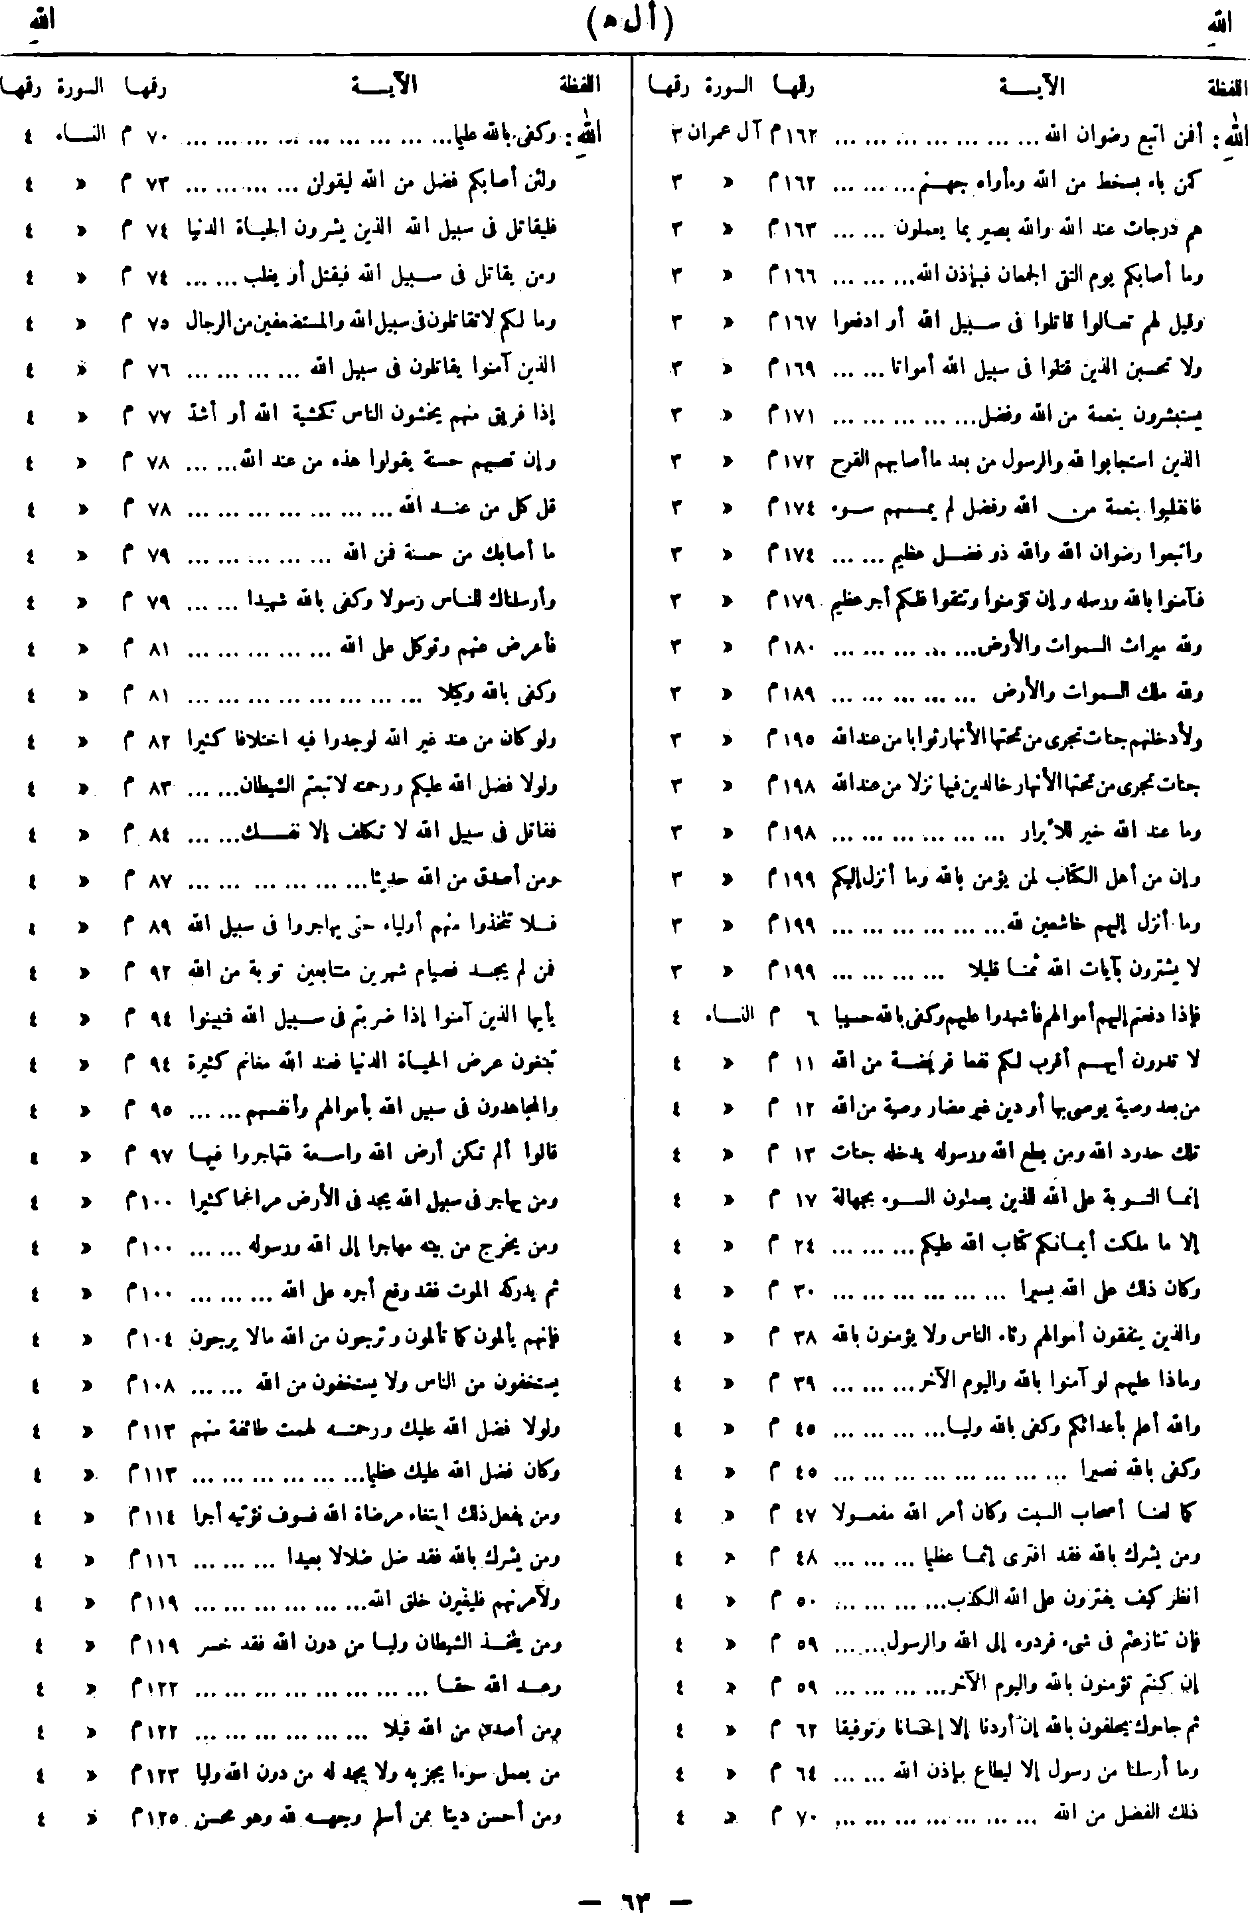 اللهِ (أ ل ه) اللهِ
اللفظة الآيــة رقمها السورة رقمها
اللهِ : أفمن اتبع رضوان الله ... ... ... ... ... ... ... ١٦٢ م آل عمران ٣
كمن باء بسخط من الله ومأواه جهنم... ... ... ١٦٢ م » ٣
هم درجات عند الله والله بصير بما يعملون ... ... ١٦٣ م » ٣
وما أصابكم يوم التقى الجمعان فبإذن الله... ... ... ١٦٦ م » ٣
وقيل لهم تعالوا قاتلوا فى سبيل الله أو ادفعوا ١٦٧ م » ٣
ولا تحسبن الذين قتلوا فى سبيل الله أمواتا ... ... ١٦٩ م » ٣
يستبشرون بنعمة من الله وفضل... ... ... ... ... ١٧١ م » ٣
الذين استجابوا لله والرسول من بعد ما أصابهم القرح ١٧٢ م » ٣
فانقلبوا بنعمة من الله وفضل لم يمسسهم سوء ١٧٤ م » ٣
واتبعوا رضوان الله والله ذو فضل عظيم ... ... ١٧٤ م » ٣
فآمنوا بالله ورسله وإن تؤمنوا وتتقوا فلكم أجر عظيم ١٧٩ م » ٣
ولله ميراث السموات والأرض... ... ... ... ... ١٨٠ م » ٣
ولله ملك السموات والأرض ... ... ... ... ... ١٨٩ م » ٣
ولأدخلنهم جنات تجرى من تحتها الأنهار ثوابا من عند الله ١٩٥ م » ٣
جنات تجرى من تحتها الأنهار خالدين فيها نزلا من عند الله ١٩٨ م » ٣
وما عند الله خير للأبرار ... ... ... ... ... ... ١٩٨ م » ٣
وإن من أهل الكتاب لمن يؤمن بالله وما أنزل إليكم ١٩٩ م » ٣
وما أنزل إليهم خاشعين لله... ... ... ... ... ... ١٩٩ م » ٣
لا يشترون بآيات الله ثمنا قليلا ... ... ... ... ١٩٩ م » ٣
فإذا دفعتم إليهم أموالهم فأشهدوا عليهم وكفى بالله حسيبا ٦ م النساء ٤
لا تدرون أيهم أقرب لكم نفعا فريضة من الله ١١ م » ٤
من بعد وصية يوصى بها أو دين غير مضار وصية من الله ١٢ م » ٤
تلك حدود الله ومن يطع الله ورسوله يدخله جنات ١٣ م » ٤
إنما التوبة على الله للذين يعملون السوء بجهالة ١٧ م » ٤
إلا ما ملكت أيمانكم كتاب الله عليكم... ... ... ٢٤ م » ٤
وكان ذلك على الله يسيرا ... ... ... ... ... ... ٣٠ م » ٤
والذين ينفقون أموالهم رئاء الناس ولا يؤمنون بالله ٣٨ م » ٤
وماذا عليهم لو آمنوا بالله واليوم الآخر... ... ... ٣٩ م » ٤
والله أعلم بأعدائكم وكفى بالله وليا... ... ... ... ٤٥ م » ٤
وكفى بالله نصيرا ... ... ... ... ... ... ... ... ٤٥ م » ٤
كما لعنا أصحاب السبت وكان أمر الله مفعولا ٤٧ م » ٤
ومن يشرك بالله فقد افترى إثما عظيما ... ... ... ٤٨ م » ٤
انظر كيف يفترون على الله الكذب... ... ... ... ٥٠ م » ٤
فإن تنازعتم فى شىء فردوه إلى الله والرسول... ... ٥٩ م » ٤
إن كنتم تؤمنون بالله واليوم الآخر... ... ... ... ٥٩ م » ٤
ثم جاءوك يحلفون بالله إن أردنا إلا إحسانا وتوفيقا ٦٢ م » ٤
وما أرسلنا من رسول إلا ليطاع بإذن الله ... ... ٦٤ م » ٤
ذلك الفضل من الله ... ... ... ... ... ... ... ٧٠ م » ٤
اللفظة الآيــة رقمها السورة رقمها
اللهِ : وكفى بالله عليما... ... ... ... ... ... ... ... ... ٧٠ م النساء ٤
ولئن أصابكم فضل من الله ليقولن ... ... ... ... ٧٣ م » ٤
فليقاتل فى سبيل الله الذين يشرون الحياة الدنيا ٧٤ م » ٤
ومن يقاتل فى سبيل الله فيقتل أو يغلب... ... ٧٤ م » ٤
وما لكم لا تقاتلون فى سبيل الله والمستضعفين من الرجال ٧٥ م » ٤
الذين آمنوا يقاتلون فى سبيل الله ... ... ... ... ٧٦ م » ٤
إذا فريق منهم يخشون الناس كخشية الله أو أشد ٧٧ م » ٤
وإن تصبهم حسنة يقولوا هذه من عند الله... ... ٧٨ م » ٤
قل كل من عند الله ... ... ... ... ... ... ... ٧٨ م » ٤
ما أصابك من حسنة فمن الله ... ... ... ... ... ٧٩ م » ٤
وأرسلناك للناس رسولا وكفى بالله شهيدا ... ... ٧٩ م » ٤
فأعرض عنهم وتوكل على الله ... ... ... ... ... ٨١ م » ٤
وكفى بالله وكيلا ... ... ... ... ... ... ... ... ٨١ م » ٤
ولو كان من عند غير الله لوجدوا فيه اختلافا كثيرا ٨٢ م » ٤
ولولا فضل الله عليكم ورحمته لاتبعتم الشيطان... ... ٨٣ م » ٤
فقاتل فى سبيل الله لا تكلف إلا نفسك... ... ٨٤ م » ٤
ومن أصدق من الله حديثا... ... ... ... ... ... ٨٧ م » ٤
فلا تتخذوا منهم أولياء حتى يهاجروا فى سبيل الله ٨٩ م » ٤
فمن لم يجد فصيام شهرين متتابعين توبة من الله ٩٢ م » ٤
يأيها الذين آمنوا إذا ضربتم فى سبيل الله فتبينوا ٩٤ م » ٤
تبتغون عرض الحياة الدنيا فعند الله مغانم كثيرة ٩٤ م » ٤
والمجاهدون فى سبيل الله بأموالهم وأنفسهم... ... ٩٥ م » ٤
قالوا ألم تكن أرض الله واسعة فتهاجروا فيها ٩٧ م » ٤
ومن يهاجر فى سبيل الله يجد فى الأرض مراغما كثيرا ١٠٠ م » ٤
ومن يخرج من بيته مهاجرا إلى الله ورسوله ... ... ١٠٠ م » ٤
ثم يدركه الموت فقد وقع أجره على الله ... ... ... ١٠٠ م » ٤
فإنهم يألمون كما تألمون وترجون من الله مالا يرجون ١٠٤ م » ٤
يستخفون من الناس ولا يستخفون من الله ... ... ١٠٨ م » ٤
ولولا فضل الله عليك ورحمته لهمت طائفة منهم ١١٣ م » ٤
وكان فضل الله عليك عظيما... ... ... ... ... ... ١١٣ م » ٤
ومن يفعل ذلك ابتغاء مرضاة الله فسوف نؤتيه أجرا ١١٤ م » ٤
ومن يشرك بالله فقد ضل ضلالا بعيدا ... ... ... ١١٦ م » ٤
ولآمرنهم فليغيرن خلق الله... ... ... ... ... ... ١١٩ م » ٤
ومن يتخذ الشيطان وليا من دون الله فقد خسر ١١٩ م » ٤
وعد الله حقا ... ... ... ... ... ... ... ... ١٢٢ م » ٤
ومن أصدق من الله قيلا ... ... ... ... ... ... ١٢٢ م » ٤
من يعمل سوءا يجز به ولا يجد له من دون الله وليا ١٢٣ م » ٤
ومن أحسن دينا ممن أسلم وجهه لله وهو محسن ١٢٥ م » ٤
— ٦٣ —